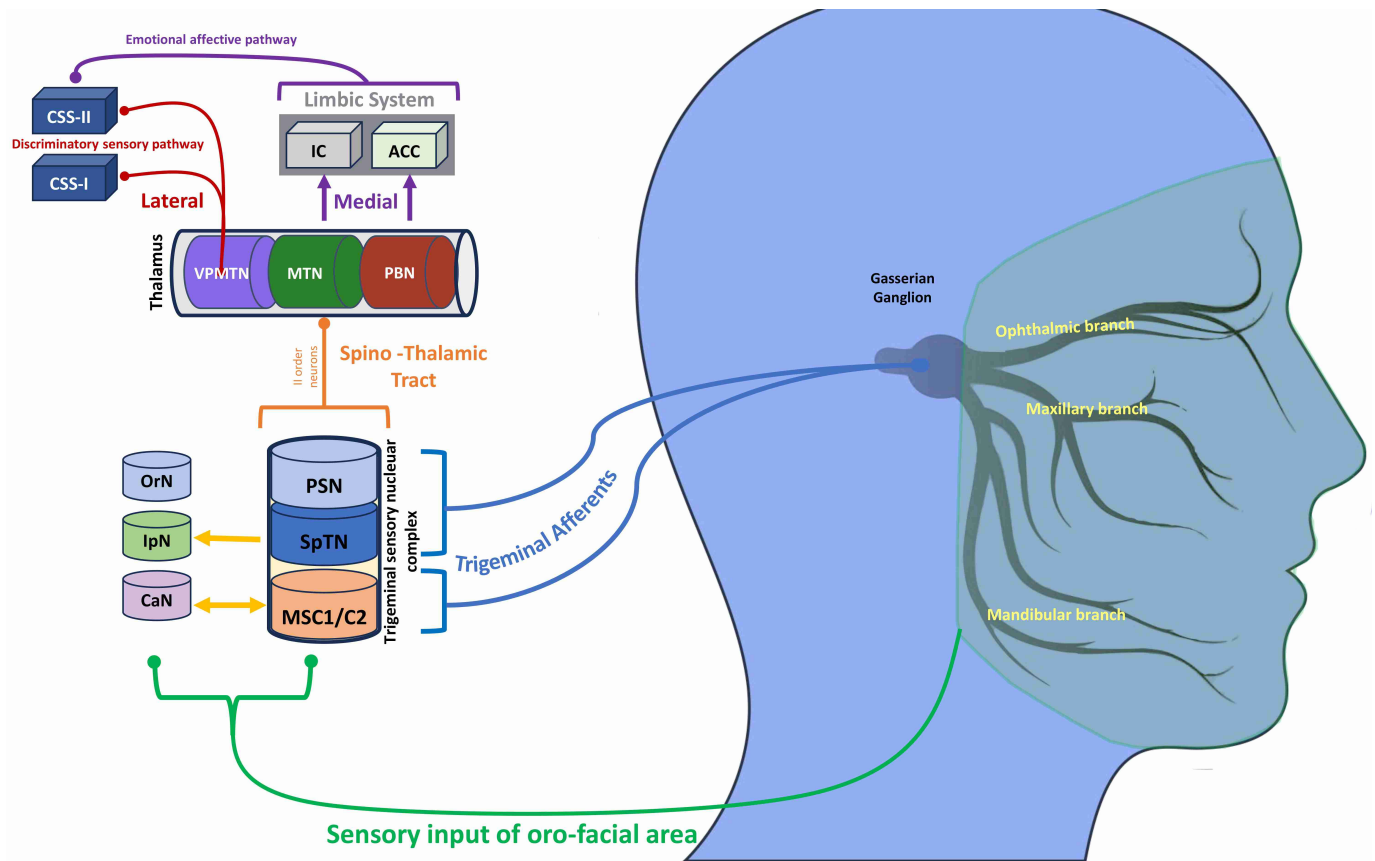 Emotional affective pathway
CSS-II
Discriminatory sensory pathway
CSS-I
Limbic System
IC
ACC
Lateral
Medial
Thalamus
VPMTN
MTN
PBN
II order
neurons
Spino -Thalamic
Tract
Gasserian
Ganglion
Ophthalmic branch
Maxillary branch
Mandibular branch
OrN
IpN
CaN
PSN
SpTN
MSC1/C2
Trigeminal sensory nucleuar
complex
Trigeminal Afferents
Sensory input of oro-facial area